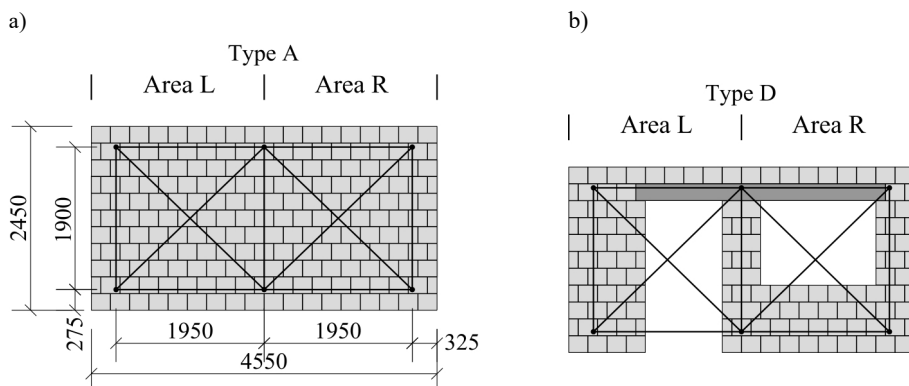 a)
Type A
Area L
Area R
2450
1900
275
1950
1950
325
4550
b)
Type D
Area L
Area R